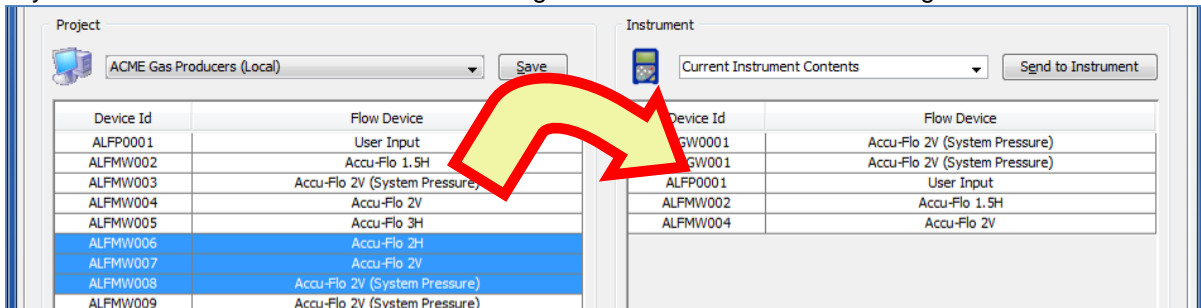 Project
Instrument
ACME Gas Producers (Local)
Save
Current Instrument Contents
Send to Instrument
Device Id Flow Device
ALFP0001 User Input
ALFMW002 Accu-Flo 1.5H
ALFMW003 Accu-Flo 2V (System Pressure)
ALFMW004 Accu-Flo 2V
ALFMW005 Accu-Flo 3H
ALFMW006 Accu-Flo 2H
ALFMW007 Accu-Flo 2V
ALFMW008 Accu-Flo 2V (System Pressure)
ALFMW009 Accu-Flo 2V (System Pressure)
Device Id Flow Device
GW0001 Accu-Flo 2V (System Pressure)
GW001 Accu-Flo 2V (System Pressure)
ALFP0001 User Input
ALFMW002 Accu-Flo 1.5H
ALFMW004 Accu-Flo 2V